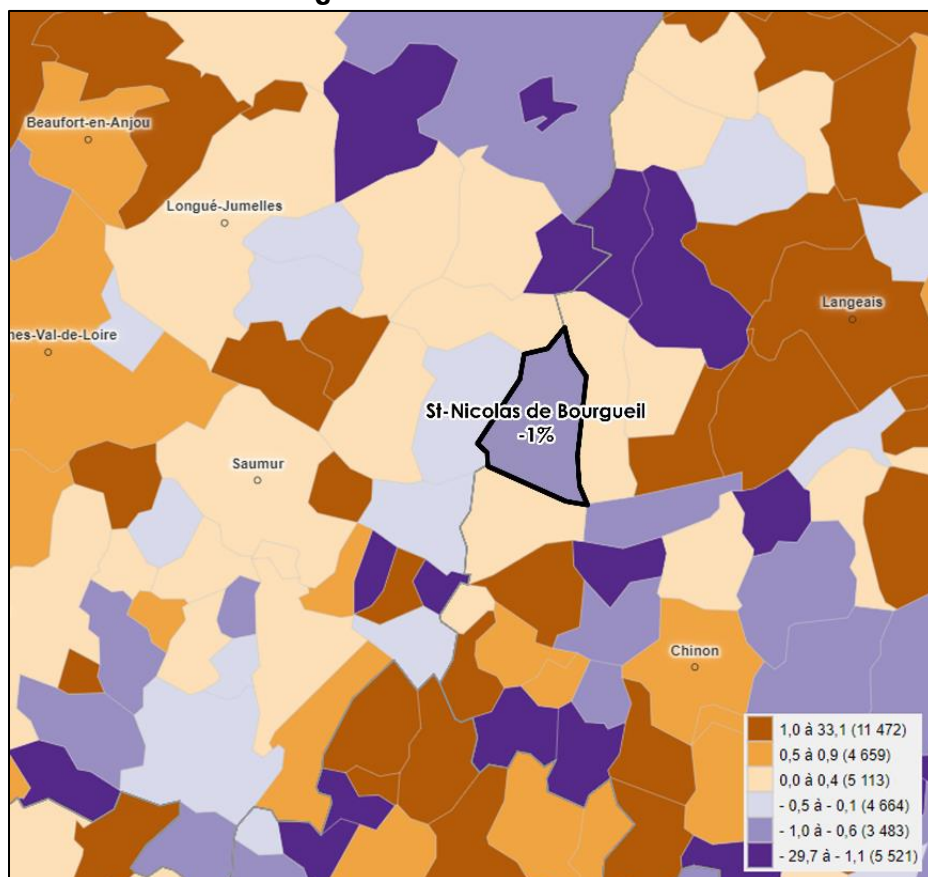 Beaufort-en-Anjou
Longué-Jumelles
Langeais
nes-Val-de-Loire
St-Nicolas de Bourgueil
-1%
Saumur
Chinon
1,0 à 33,1 (11 472)
0,5 à 0,9 (4 659)
0,0 à 0,4 (5 113)
- 0,5 à - 0,1 (4 664)
- 1,0 à - 0,6 (3 483)
- 29,7 à - 1,1 (5 521)